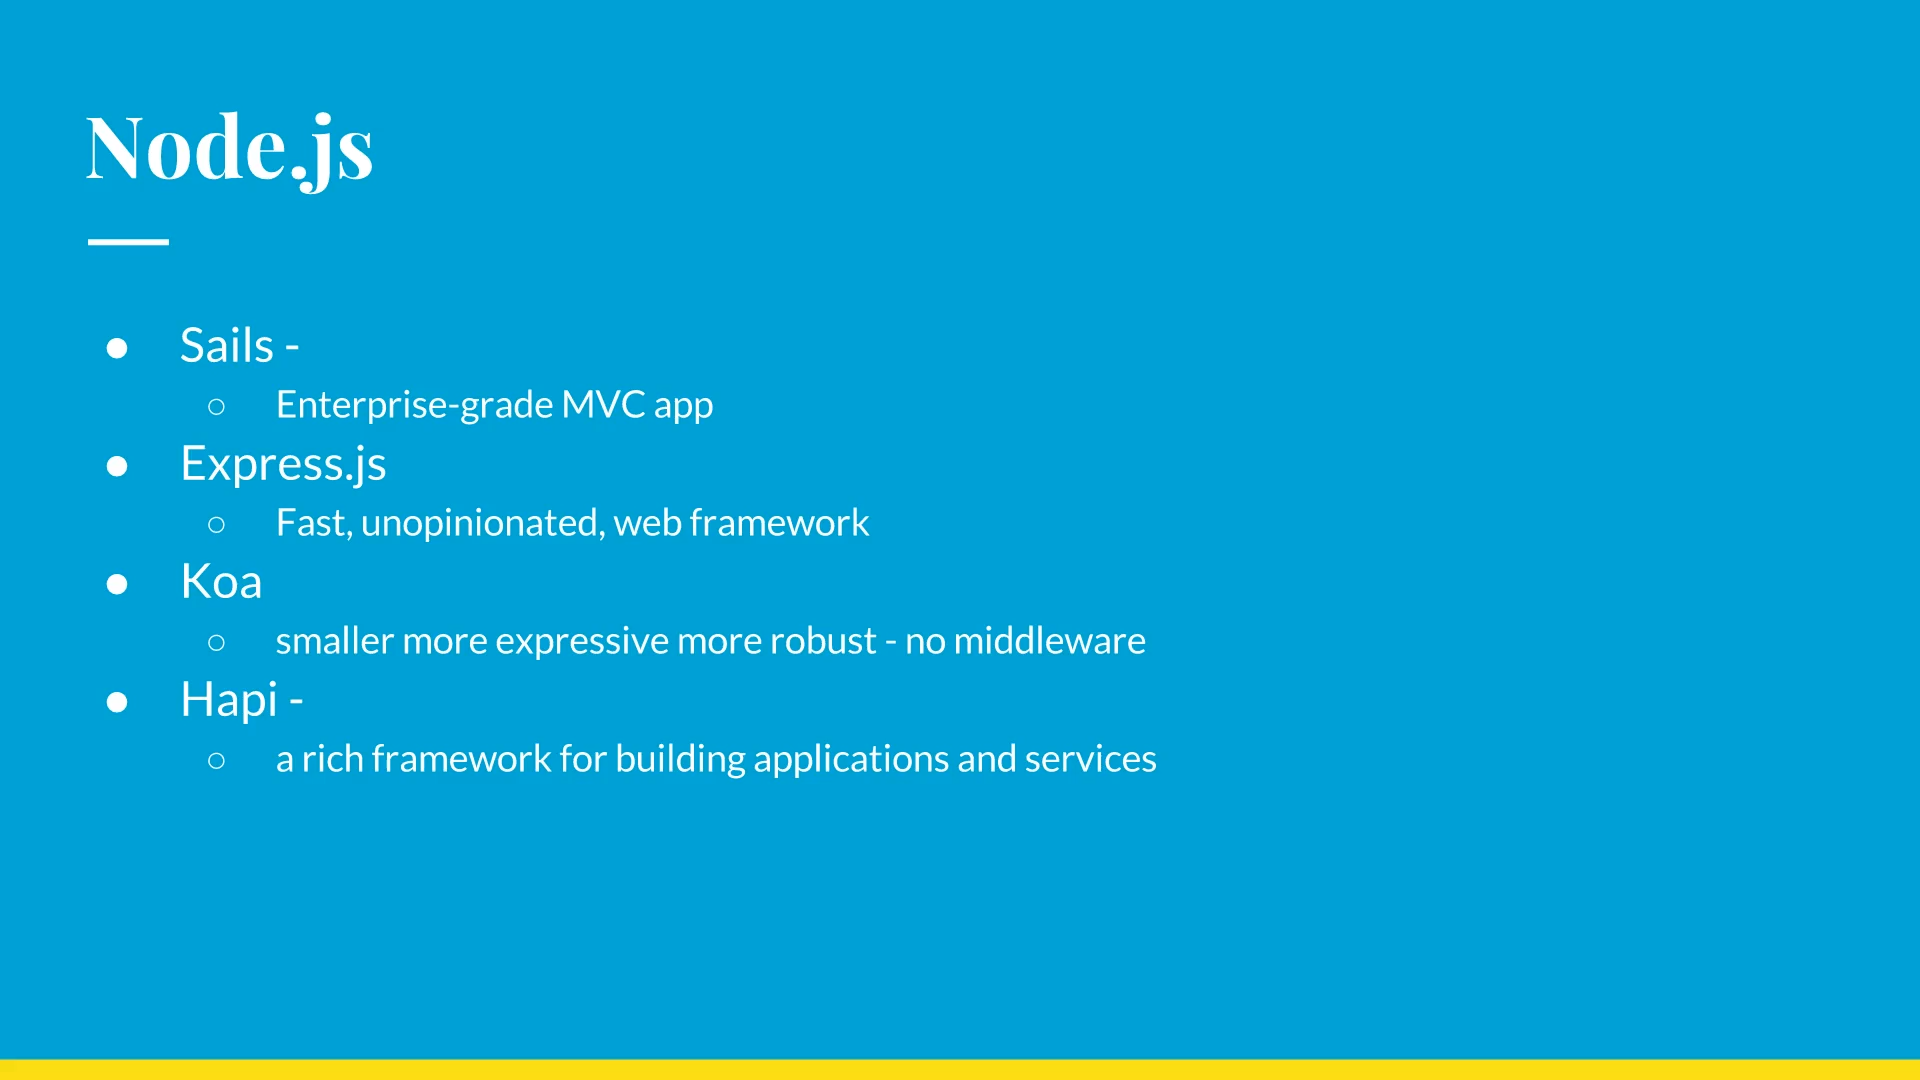 Node.js
● Sails -
○ Enterprise-grade MVC app
● Express.js
○ Fast, unopinionated, web framework
● Koa
○ smaller more expressive more robust - no middleware
● Hapi -
○ a rich framework for building applications and services